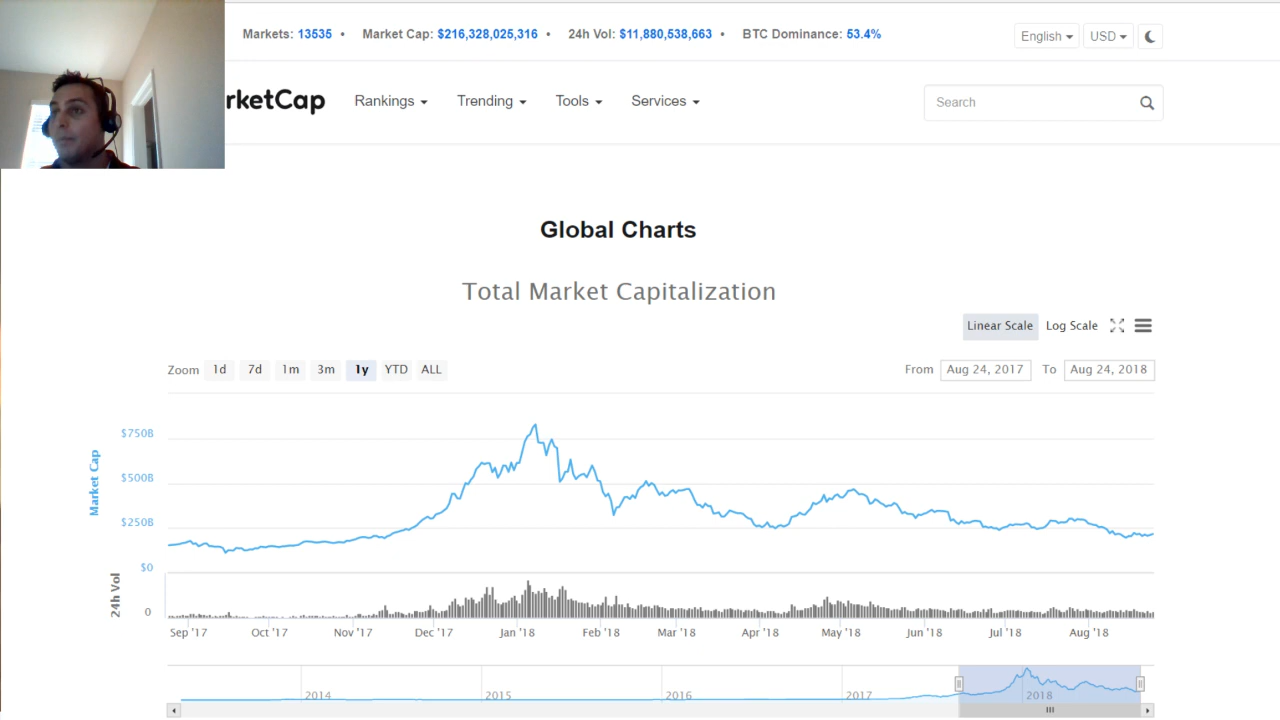 Markets: 13535 • Market Cap: $216,328,025,316 • 24h Vol: $11,880,538,663 • BTC Dominance: 53.4%
English USD
rketCap Rankings Trending Tools Services Search
Global Charts
Total Market Capitalization
Linear Scale Log Scale
Zoom 1d 7d 1m 3m 1y YTD ALL From Aug 24, 2017 To Aug 24, 2018
$750B
$500B
$250B
$0
Market Cap
0
24h Vol
Sep '17 Oct '17 Nov '17 Dec '17 Jan '18 Feb '18 Mar '18 Apr '18 May '18 Jun '18 Jul '18 Aug '18
2014 2015 2016 2017 2018